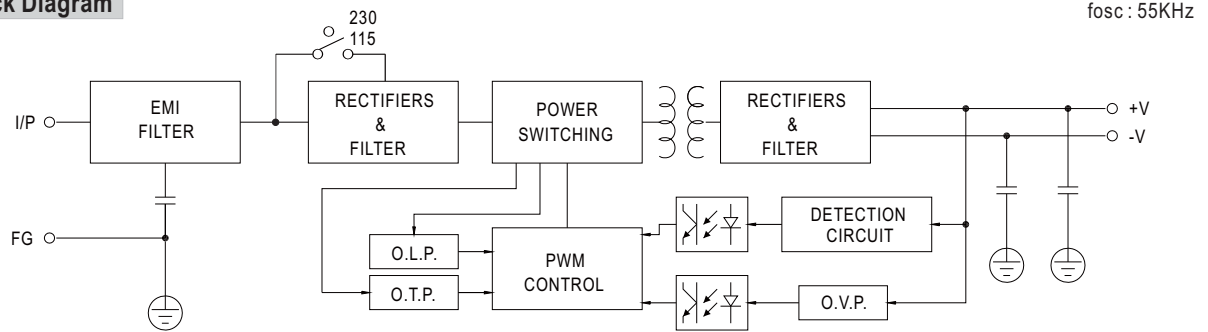 ck Diagram
fosc : 55KHz
230
115
I/P
EMI
FILTER
RECTIFIERS
&
FILTER
POWER
SWITCHING
RECTIFIERS
&
FILTER
+V
-V
FG
O.L.P.
O.T.P.
PWM
CONTROL
DETECTION
CIRCUIT
O.V.P.